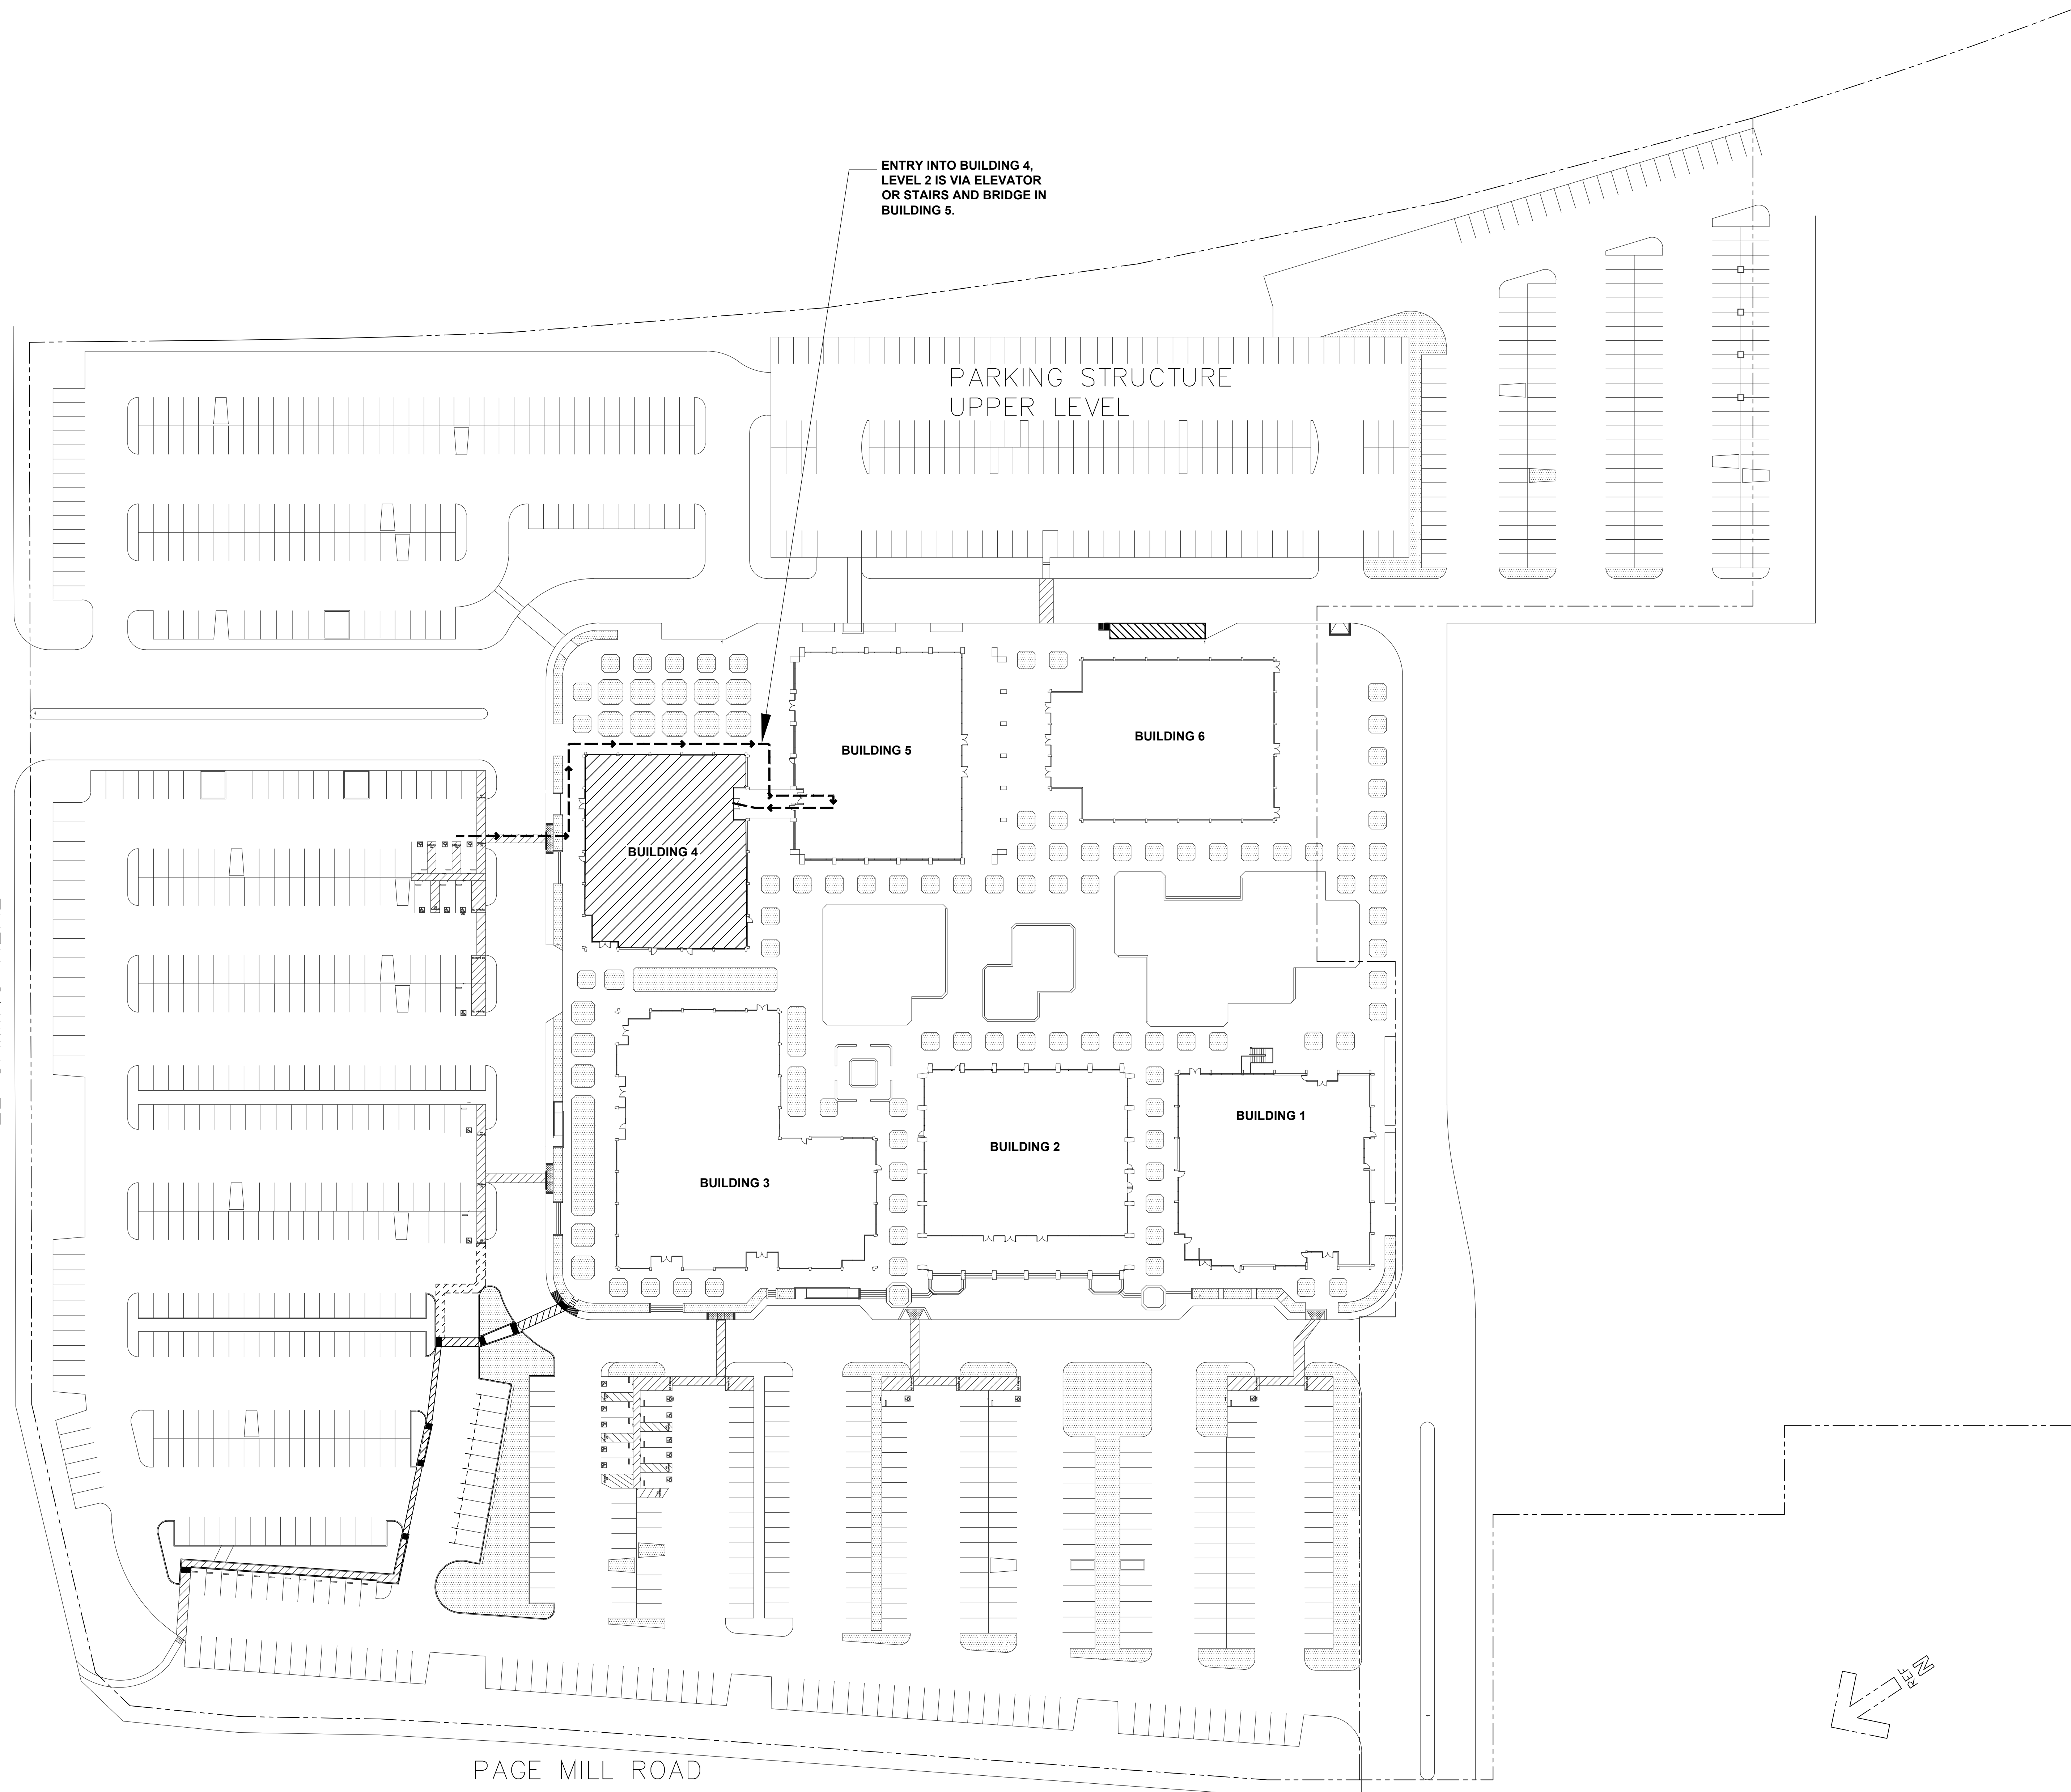 ENTRY INTO BUILDING 4,
LEVEL 2 IS VIA ELEVATOR
OR STAIRS AND BRIDGE IN
BUILDING 5.
PARKING STRUCTURE
UPPER LEVEL
BUILDING 5
BUILDING 6
BUILDING 4
BUILDING 1
BUILDING 2
BUILDING 3
REF
N
PAGE MILL ROAD